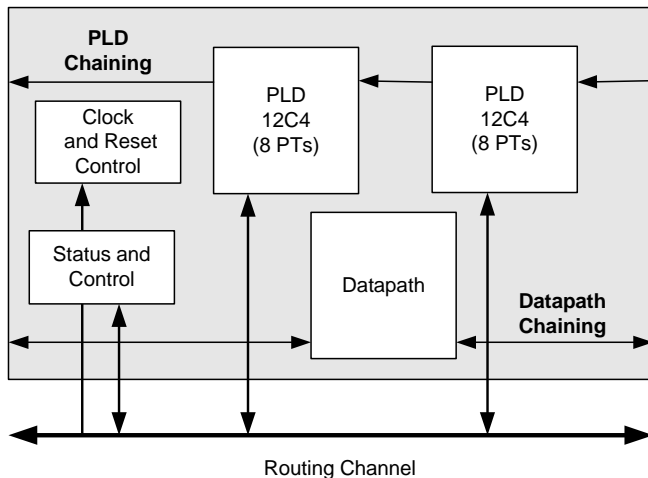 PLD
Chaining
PLD
12C4
(8 PTs)
PLD
12C4
(8 PTs)
Clock
and Reset
Control
Status and
Control
Datapath
Datapath
Chaining
Routing Channel